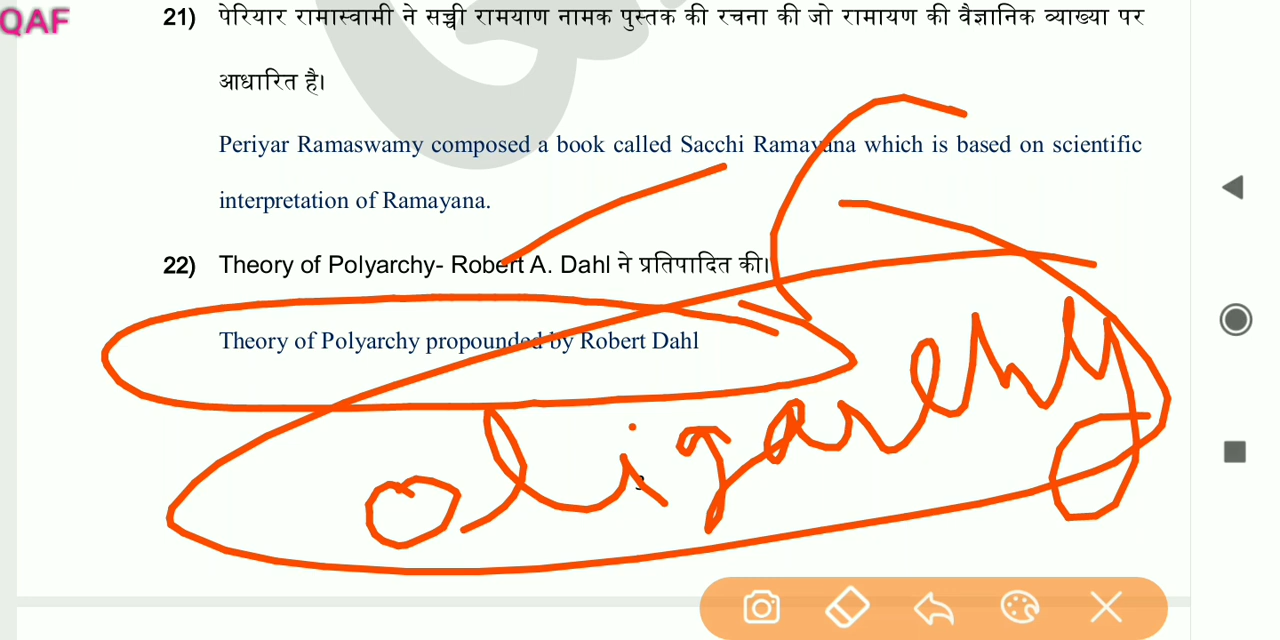 QAF
21) पेरियार रामास्वामी ने सच्ची रामयाण नामक पुस्तक की रचना की जो रामायण की वैज्ञानिक व्याख्या पर
आधारित है।
Periyar Ramaswamy composed a book called Sacchi Ramayana which is based on scientific
interpretation of Ramayana.
22) Theory of Polyarchy- Robert A. Dahl ने प्रतिपादित की।
Theory of Polyarchy propounded by Robert Dahl
oligarchy
3